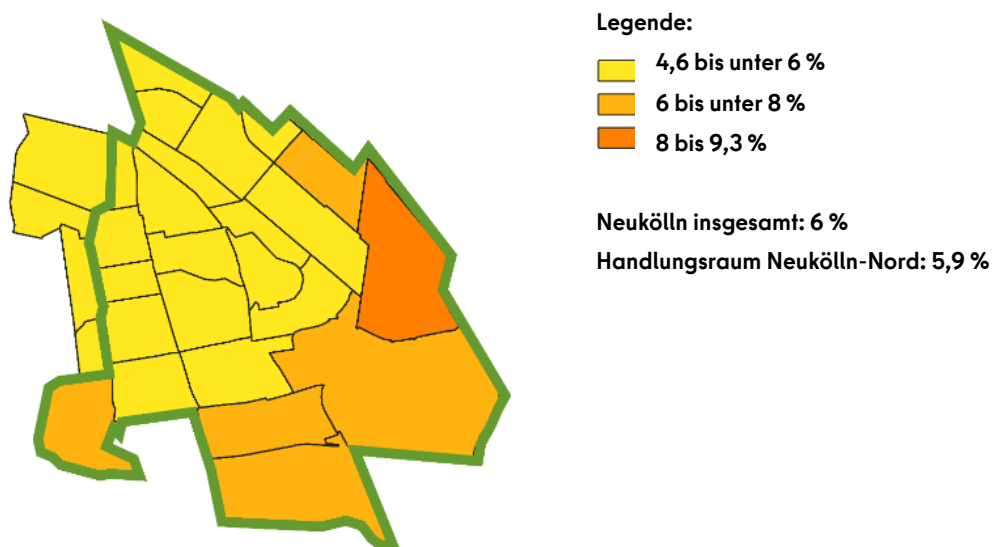 Legende:
4,6 bis unter 6 %
6 bis unter 8 %
8 bis 9,3 %
Neukölln insgesamt: 6 %
Handlungsraum Neukölln-Nord: 5,9 %